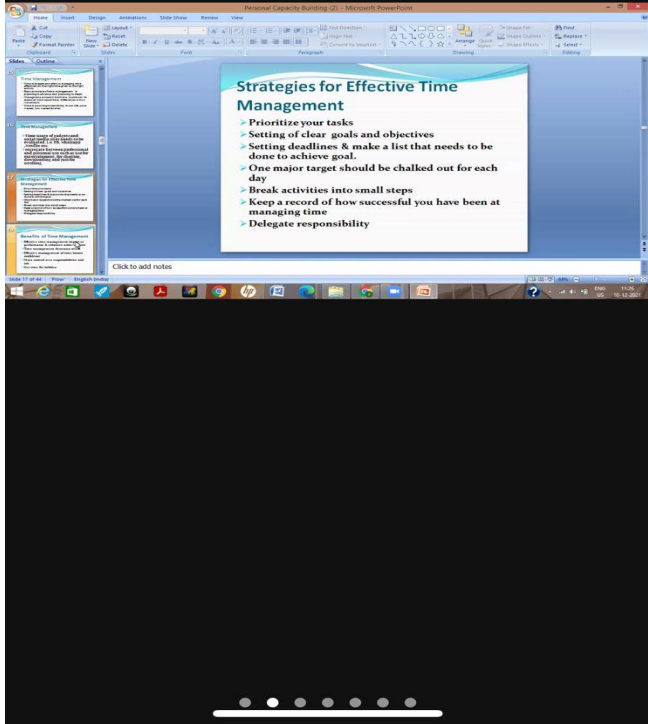 Personal Capacity Building (2) - Microsoft PowerPoint
Home Insert Design Animations Slide Show Review View
Cut
Copy
Format Painter
Paste
Clipboard
New
Slide
Layout
Reset
Delete
Slides
Font
Text Direction
Align Text
Convert to SmartArt
Paragraph
Arrange
Quick
Styles
Shape Fill
Shape Outline
Shape Effects
Drawing
Find
Replace
Select
Editing
Slides Outline
Time Management
Time Management
Strategies for Effective Time
Management
Benefits of Time Management
Strategies for Effective Time
Management
Prioritize your tasks
Setting of clear goals and objectives
Setting deadlines & make a list that needs to be
done to achieve goal.
One major target should be chalked out for each
day
Break activities into small steps
Keep a record of how successful you have been at
managing time
Delegate responsibility
Click to add notes
Slide 17 of 44 "Flow" English (India)
68%
ENG 11:25
US 10-12-2021